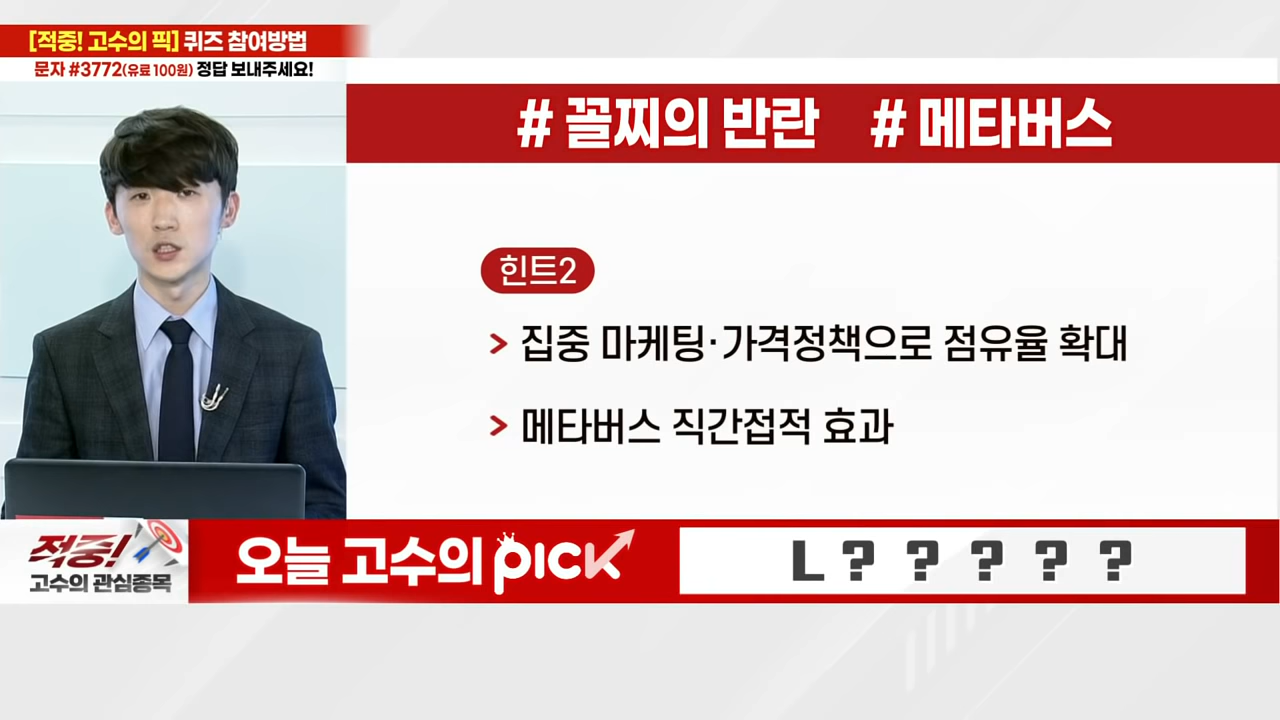 [적중! 고수의 픽] 퀴즈 참여방법
문자 #3772(유료 100원) 정답 보내주세요!
# 꼴찌의 반란 # 메타버스
힌트2
> 집중 마케팅·가격정책으로 점유율 확대
> 메타버스 직간접적 효과
적중!
고수의 관심종목
오늘 고수의 pick
L ? ? ? ? ?